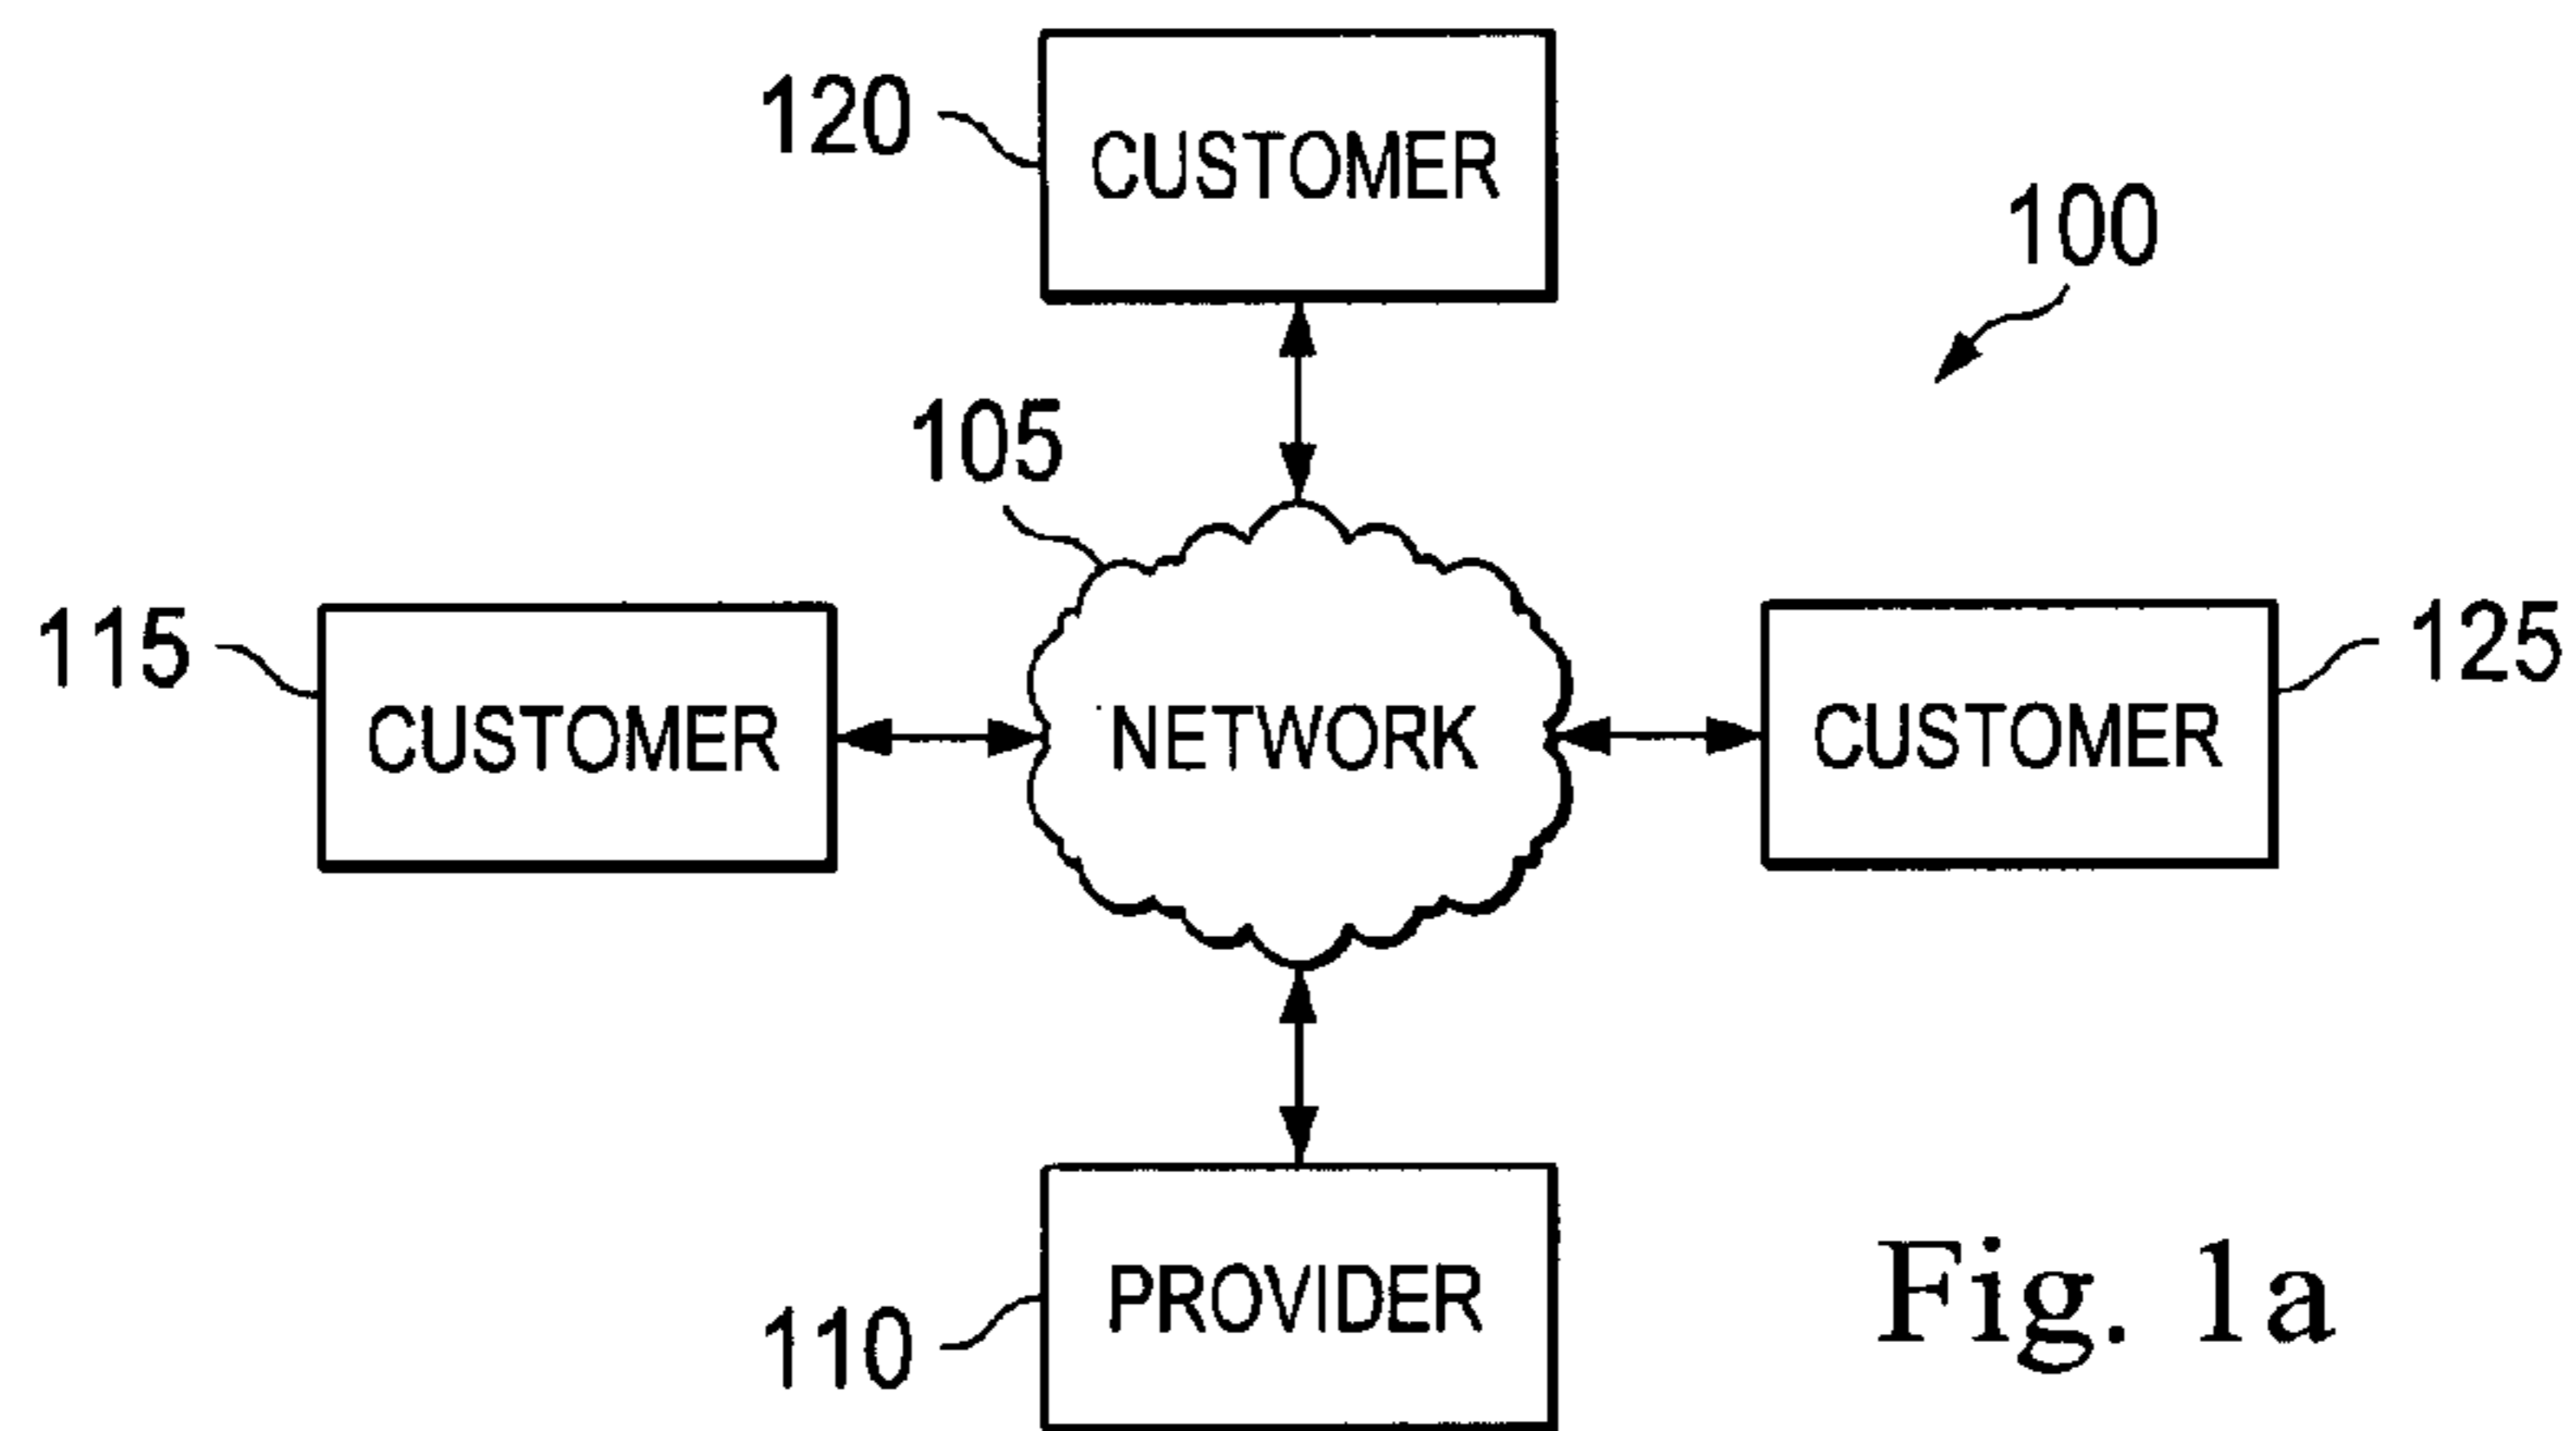 120
CUSTOMER
100
105
115
CUSTOMER
NETWORK
CUSTOMER
125
110
PROVIDER
Fig. 1a